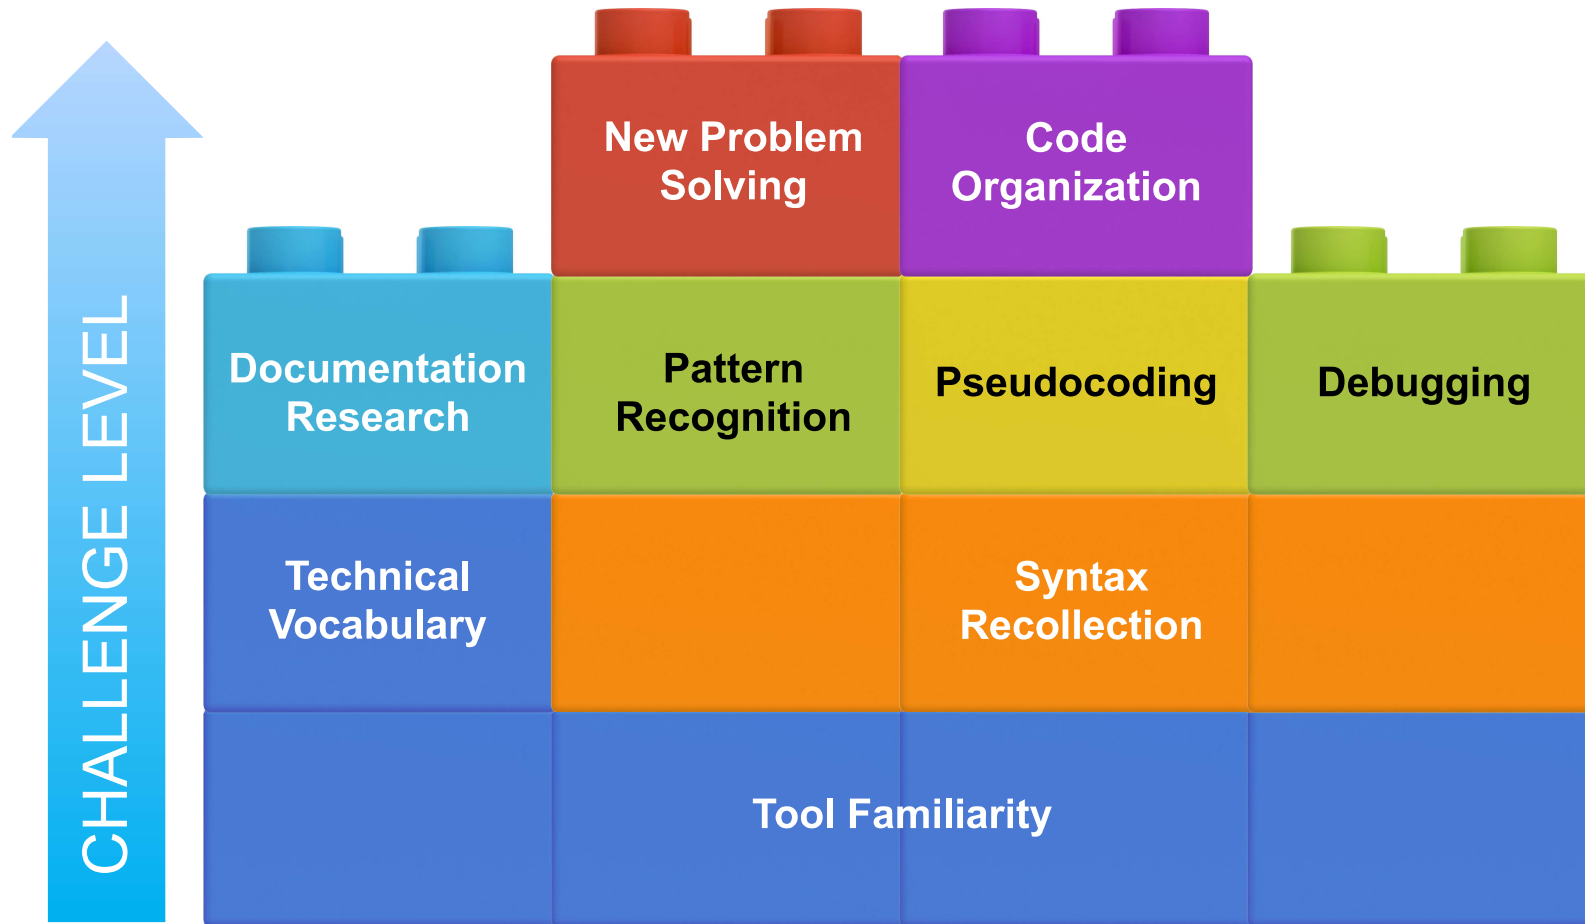 CHALLENGE LEVEL
New Problem
Solving
Code
Organization
Documentation
Research
Pattern
Recognition
Pseudocoding
Debugging
Technical
Vocabulary
Syntax
Recollection
Tool Familiarity